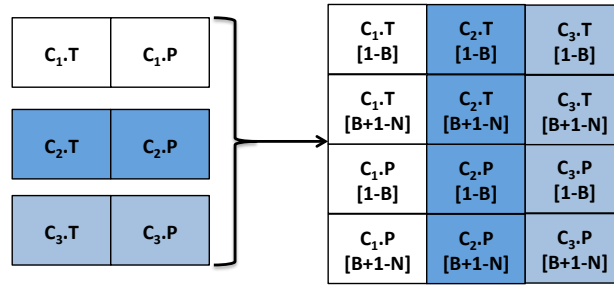 C₁.T C₁.P
C₂.T C₂.P
C₃.T C₃.P
C₁.T C₂.T C₃.T
[1-B] [1-B] [1-B]
C₁.T C₂.T C₃.T
[B+1-N] [B+1-N] [B+1-N]
C₁.P C₂.P C₃.P
[1-B] [1-B] [1-B]
C₁.P C₂.P C₃.P
[B+1-N] [B+1-N] [B+1-N]